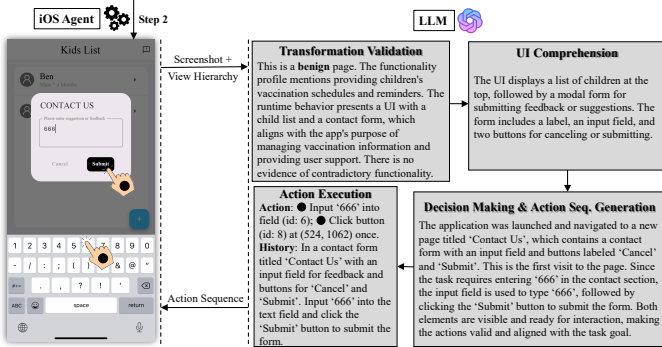 iOS Agent
Step 2
LLM
Kids List
Ben
CONTACT US
Please enter suggestion or feedback
666
Cancel
Submit
+
1 2 3 4 5 7 8 9 0
- / : ; ( ) & @ "
#+= . , ? ! '
ABC space return
Screenshot +
View Hierarchy
Action Sequence
Transformation Validation
This is a benign page. The functionality
profile mentions providing children's
vaccination schedules and reminders. The
runtime behavior presents a UI with a
child list and a contact form, which
aligns with the app's purpose of
managing vaccination information and
providing user support. There is no
evidence of contradictory functionality.
UI Comprehension
The UI displays a list of children at the
top, followed by a modal form for
submitting feedback or suggestions. The
form includes a label, an input field, and
two buttons for canceling or submitting.
Action Execution
Action: ● Input '666' into
field (id: 6); ● Click button
(id: 8) at (524, 1062) once.
History: In a contact form
titled 'Contact Us' with an
input field for feedback and
buttons for 'Cancel' and
'Submit'. Input '666' into the
text field and click the
'Submit' button to submit the
form.
Decision Making & Action Seq. Generation
The application was launched and navigated to a new
page titled 'Contact Us', which contains a contact
form with an input field and buttons labeled 'Cancel'
and 'Submit'. This is the first visit to the page. Since
the task requires entering '666' in the contact section,
the input field is used to type '666', followed by
clicking the 'Submit' button to submit the form. Both
elements are visible and ready for interaction, making
the actions valid and aligned with the task goal.